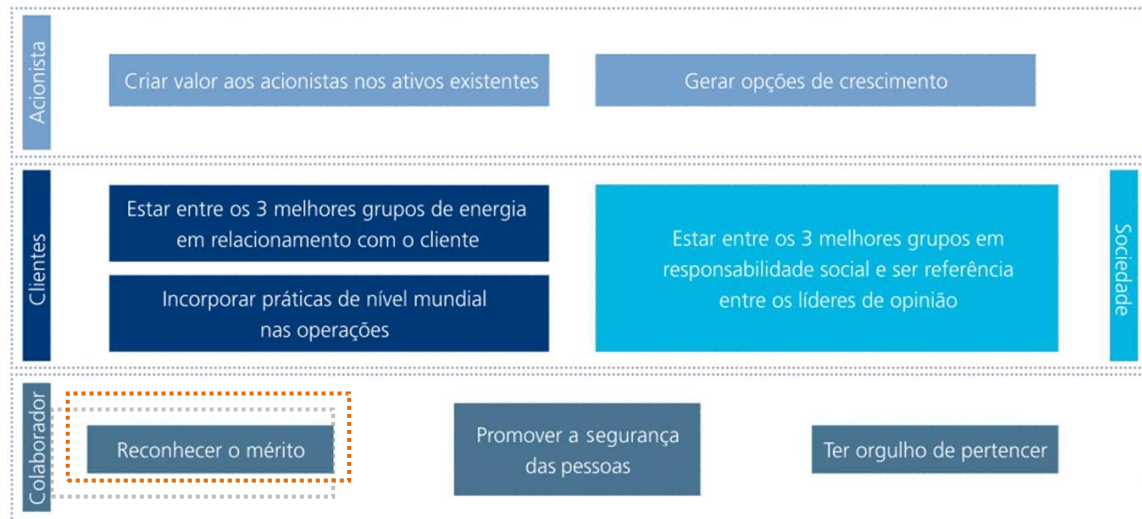 Acionista
Criar valor aos acionistas nos ativos existentes
Gerar opções de crescimento
Clientes
Estar entre os 3 melhores grupos de energia
em relacionamento com o cliente
Incorporar práticas de nível mundial
nas operações
Estar entre os 3 melhores grupos em
responsabilidade social e ser referência
entre os líderes de opinião
Sociedade
Colaborador
Reconhecer o mérito
Promover a segurança
das pessoas
Ter orgulho de pertencer